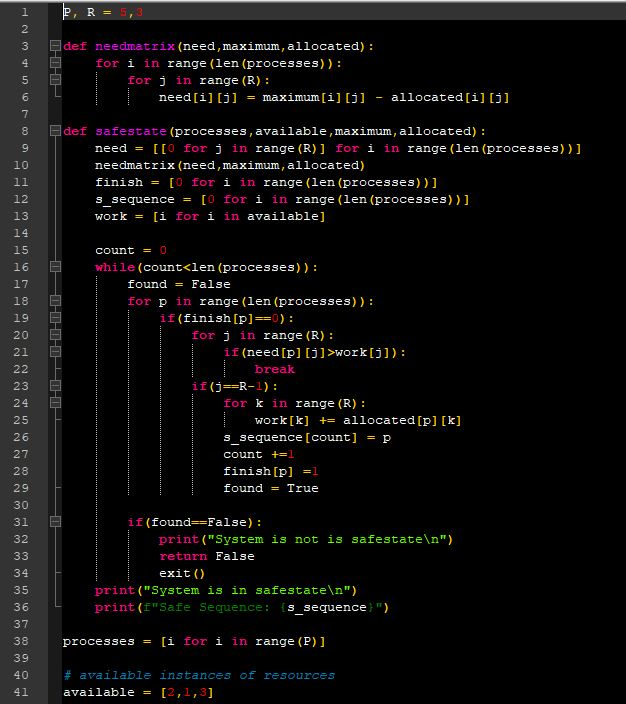 1 P, R = 5,3
2
3 def needmatrix(need,maximum,allocated):
4     for i in range(len(processes)):
5         for j in range(R):
6             need[i][j] = maximum[i][j] - allocated[i][j]
7
8 def safestate(processes,available,maximum,allocated):
9     need = [[0 for j in range(R)] for i in range(len(processes))]
10     needmatrix(need,maximum,allocated)
11     finish = [0 for i in range(len(processes))]
12     s_sequence = [0 for i in range(len(processes))]
13     work = [i for i in available]
14
15     count = 0
16     while(count<len(processes)):
17         found = False
18         for p in range(len(processes)):
19             if(finish[p]==0):
20                 for j in range(R):
21                     if(need[p][j]>work[j]):
22                         break
23                 if(j==R-1):
24                     for k in range(R):
25                         work[k] += allocated[p][k]
26                     s_sequence[count] = p
27                     count +=1
28                     finish[p] =1
29                     found = True
30
31         if(found==False):
32             print("System is not is safestate\n")
33             return False
34             exit()
35     print("System is in safestate\n")
36     print(f"Safe Sequence: {s_sequence}")
37
38 processes = [i for i in range(P)]
39
40 # available instances of resources
41 available = [2,1,3]